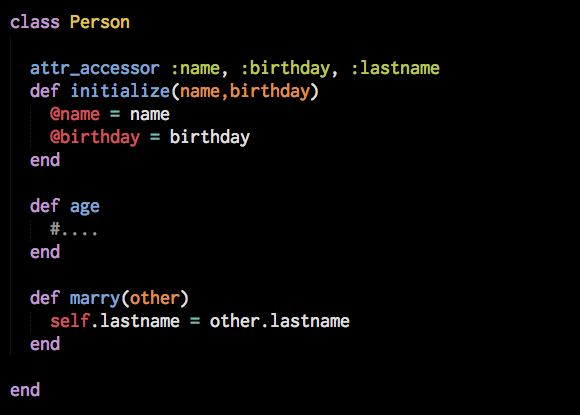 class Person
attr_accessor :name, :birthday, :lastname
def initialize(name,birthday)
@name = name
@birthday = birthday
end
def age
#....
end
def marry(other)
self.lastname = other.lastname
end
end